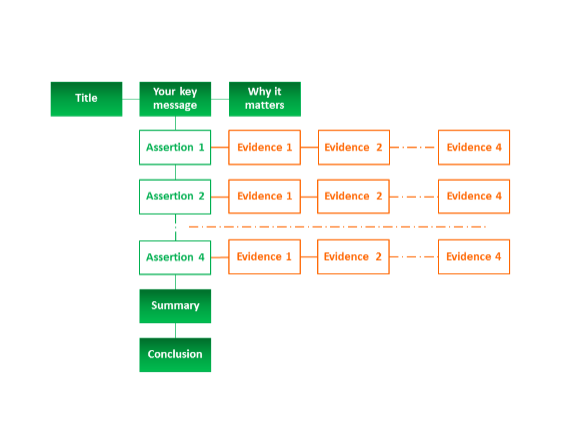 Title
Your key
message
Why it
matters
Assertion 1
Evidence 1
Evidence 2
Evidence 4
Assertion 2
Evidence 1
Evidence 2
Evidence 4
Assertion 4
Evidence 1
Evidence 2
Evidence 4
Summary
Conclusion